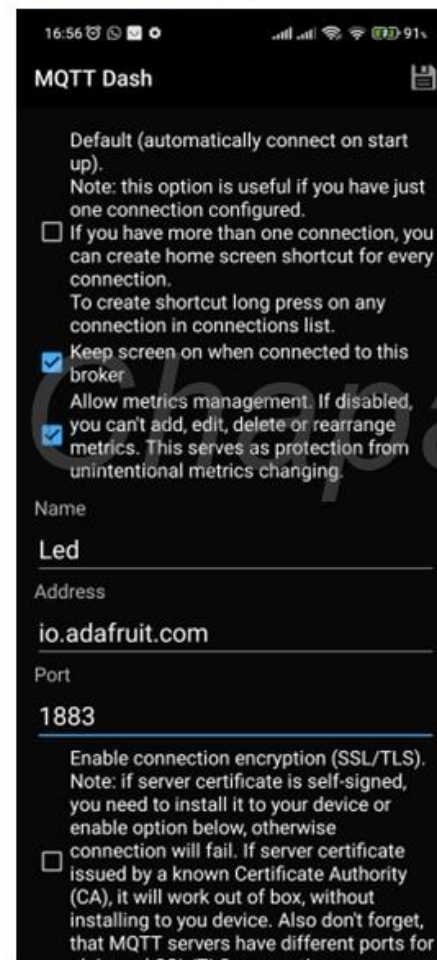 16:56
91%
MQTT Dash
Default (automatically connect on start
up).
Note: this option is useful if you have just
one connection configured.
If you have more than one connection, you
can create home screen shortcut for every
connection.
To create shortcut long press on any
connection in connections list.
Keep screen on when connected to this
broker
Allow metrics management. If disabled,
you can't add, edit, delete or rearrange
metrics. This serves as protection from
unintentional metrics changing.
Chapa
Name
Led
Address
io.adafruit.com
Port
1883
Enable connection encryption (SSL/TLS).
Note: if server certificate is self-signed,
you need to install it to your device or
enable option below, otherwise
connection will fail. If server certificate
issued by a known Certificate Authority
(CA), it will work out of box, without
installing to you device. Also don't forget,
that MQTT servers have different ports for